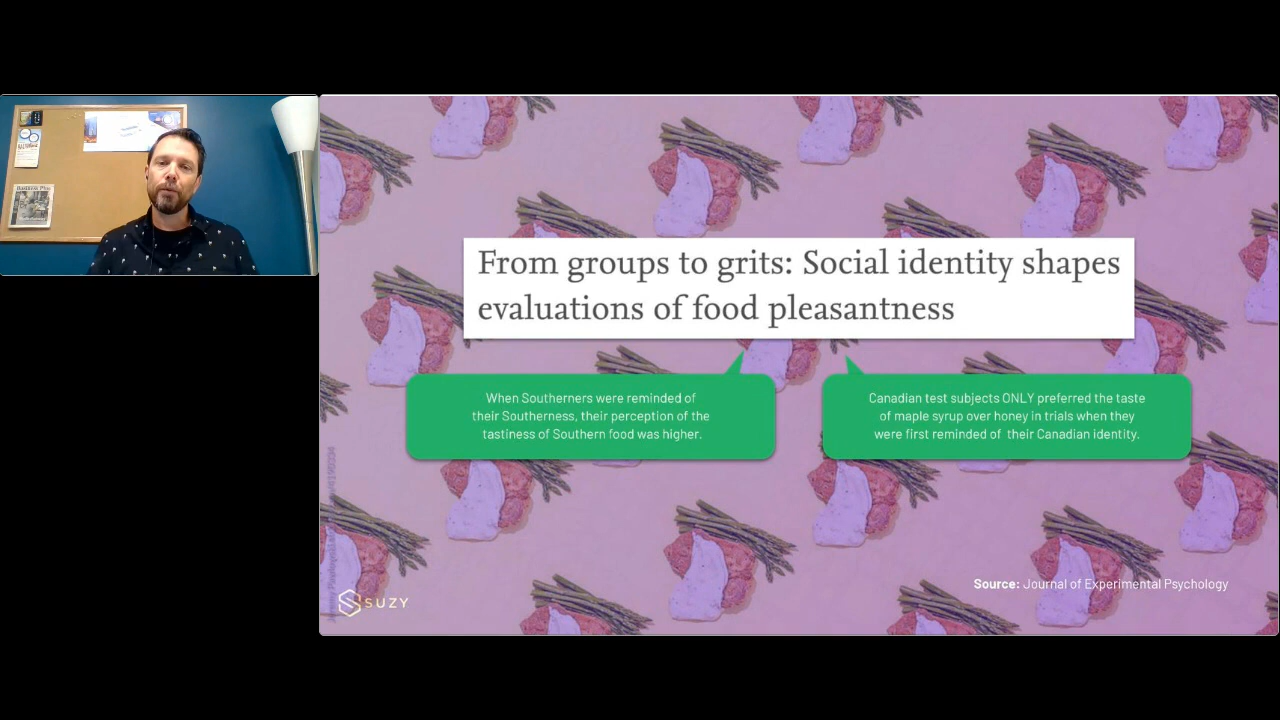 From groups to grits: Social identity shapes
evaluations of food pleasantness
When Southerners were reminded of
their Southerness, their perception of the
tastiness of Southern food was higher.
Canadian test subjects ONLY preferred the taste
of maple syrup over honey in trials when they
were first reminded of their Canadian identity.
Source: Journal of Experimental Psychology
SUZY